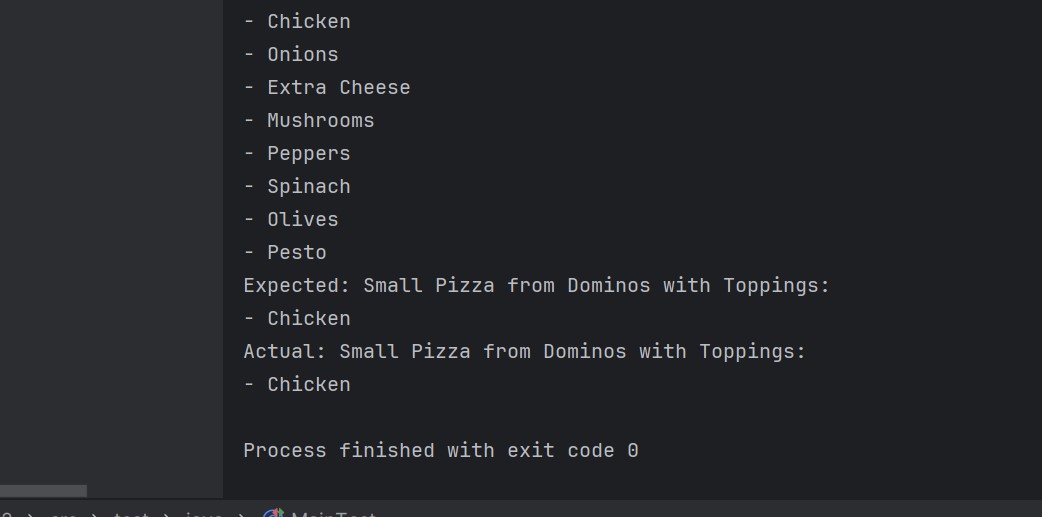 - Chicken
- Onions
- Extra Cheese
- Mushrooms
- Peppers
- Spinach
- Olives
- Pesto
Expected: Small Pizza from Dominos with Toppings:
- Chicken
Actual: Small Pizza from Dominos with Toppings:
- Chicken
Process finished with exit code 0
src > test > java > MainTest